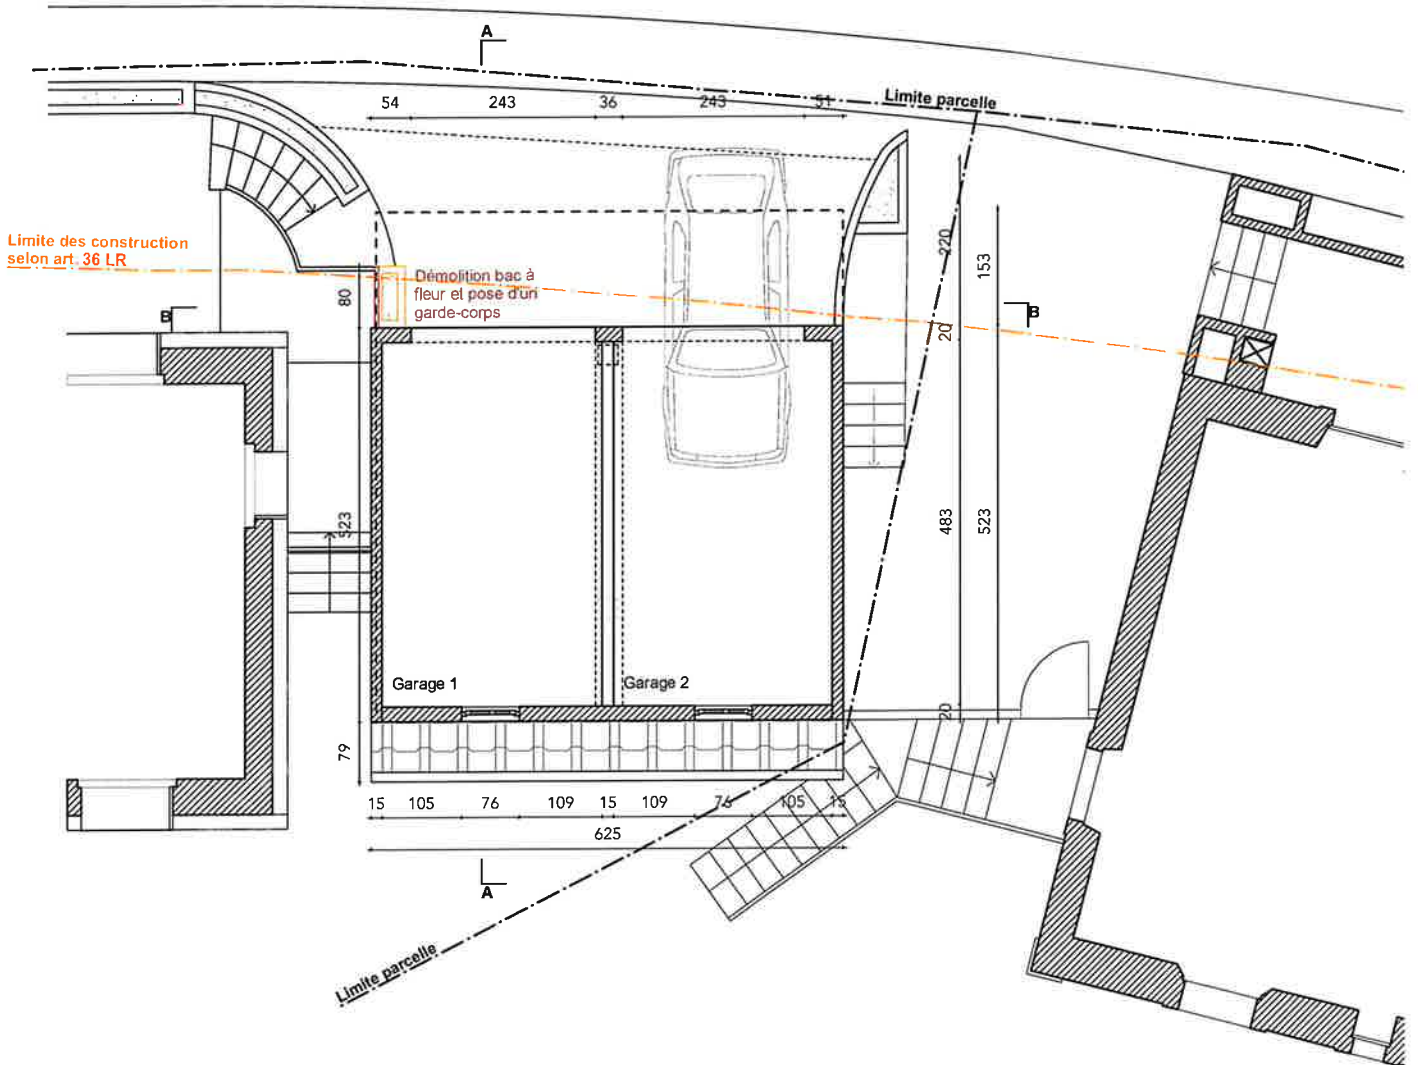 A
Limite parcelle
54 243 36 243 51
Limite des construction
selon art. 36 LR
Démolition bac à
fleur et pose d'un
garde-corps
80
220
153
B
B
20
523
483
523
Garage 1
Garage 2
20
79
15 105 76 109 15 109 76 105 15
625
A
Limite parcelle